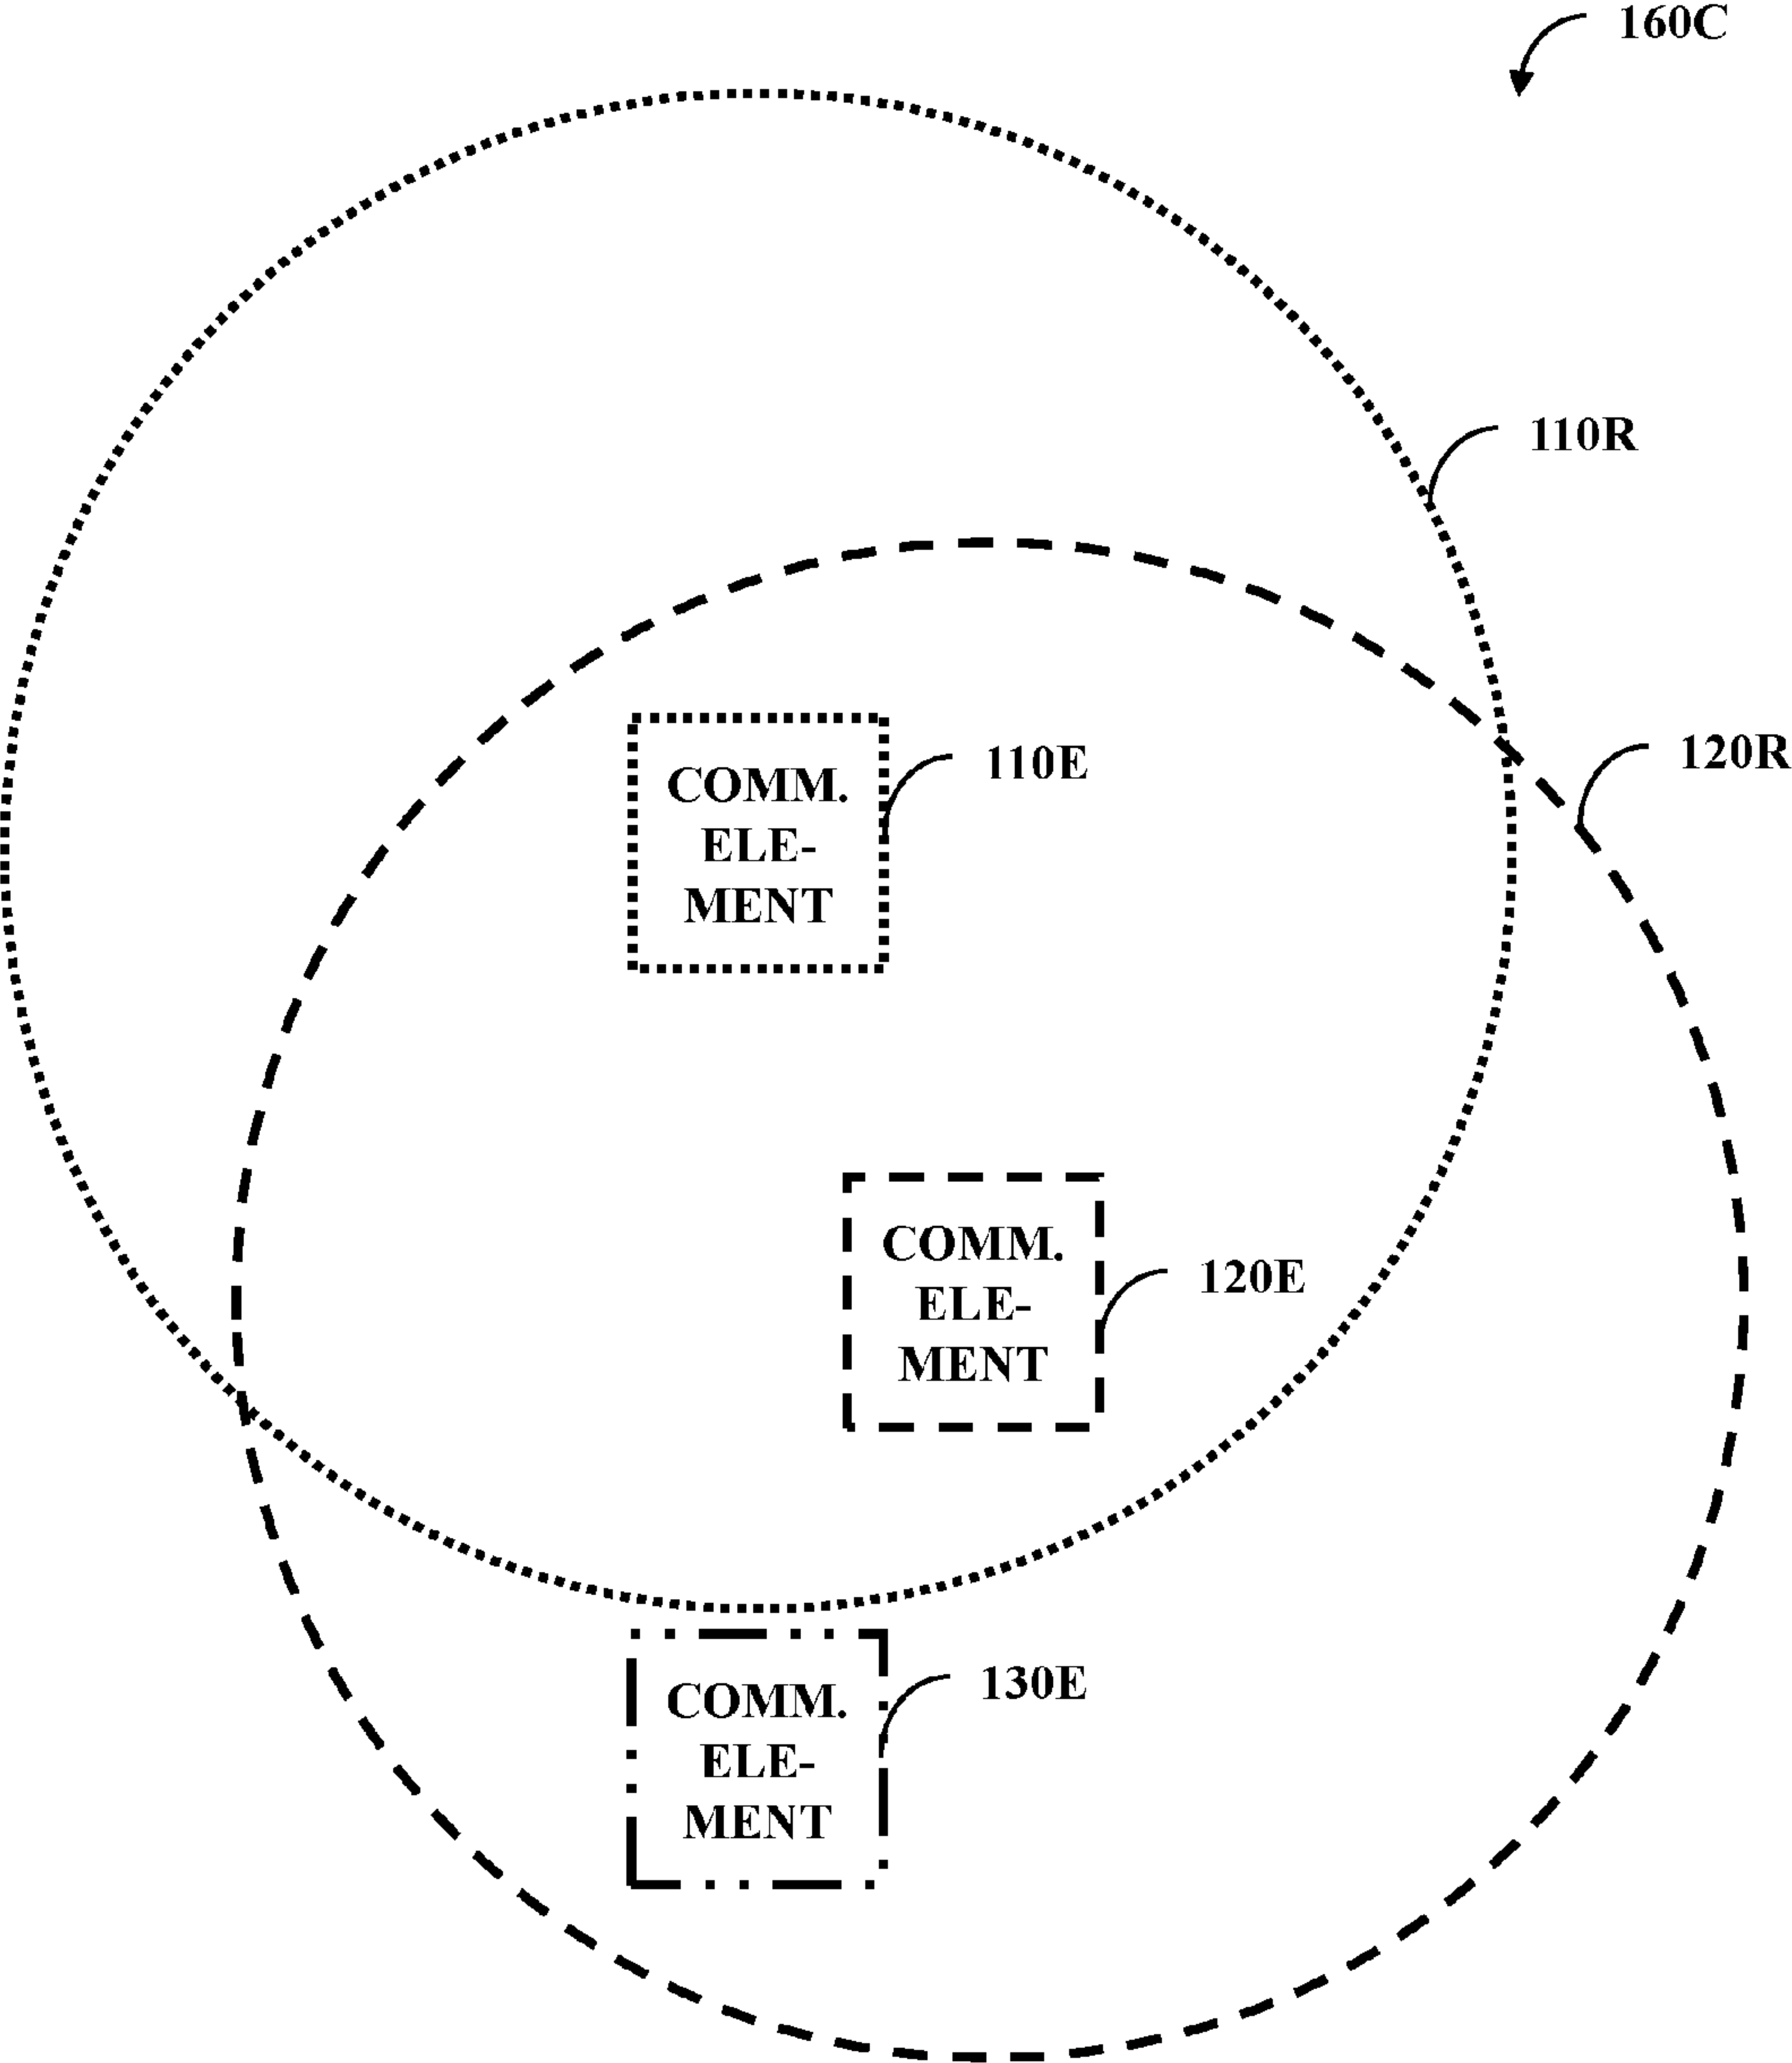 160C
110R
120R
COMM.
ELE-
MENT
110E
COMM.
ELE-
MENT
120E
COMM.
ELE-
MENT
130E